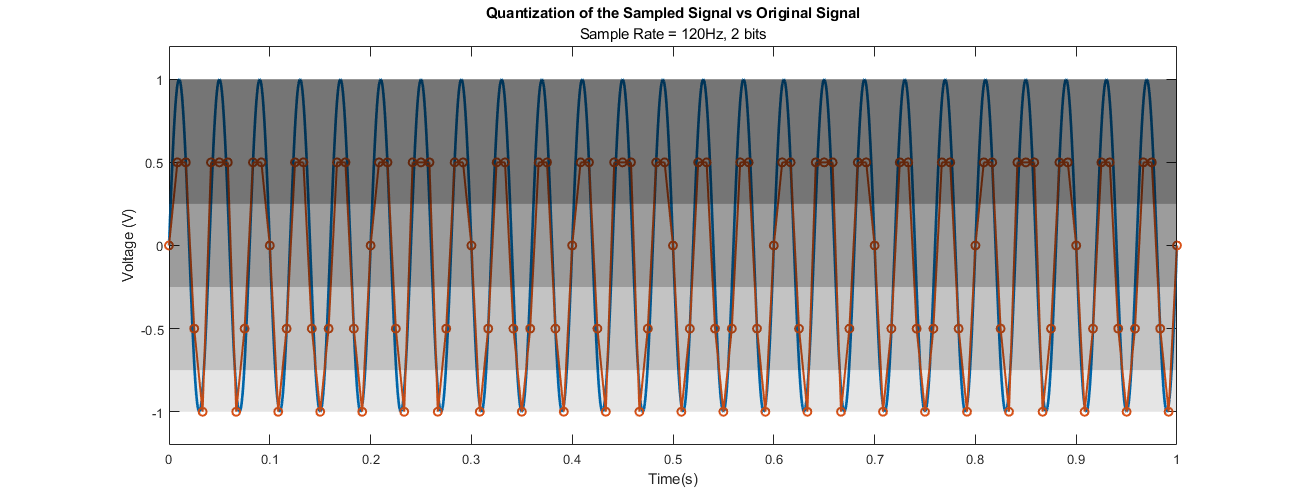 Quantization of the Sampled Signal vs Original Signal
Sample Rate = 120Hz, 2 bits
1
0.5
0
-0.5
-1
Voltage (V)
0 0.1 0.2 0.3 0.4 0.5 0.6 0.7 0.8 0.9 1
Time(s)